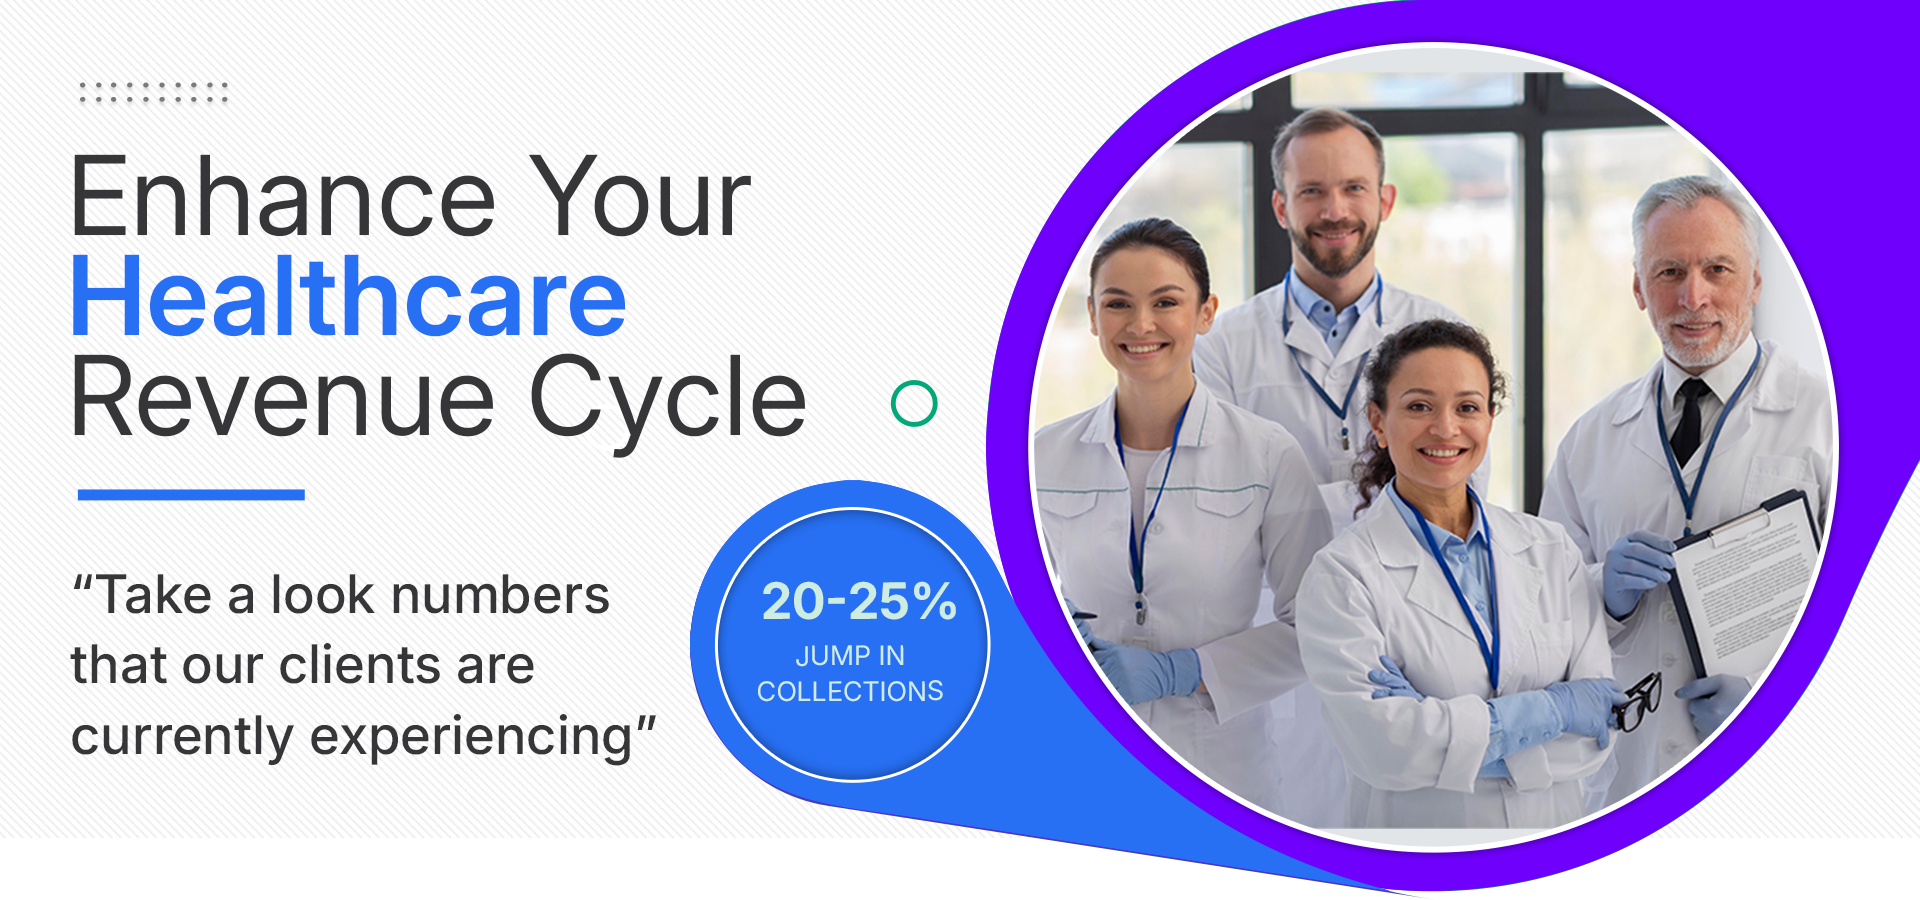 Enhance Your
Healthcare
Revenue Cycle
“Take a look numbers
that our clients are
currently experiencing”
20-25%
JUMP IN
COLLECTIONS